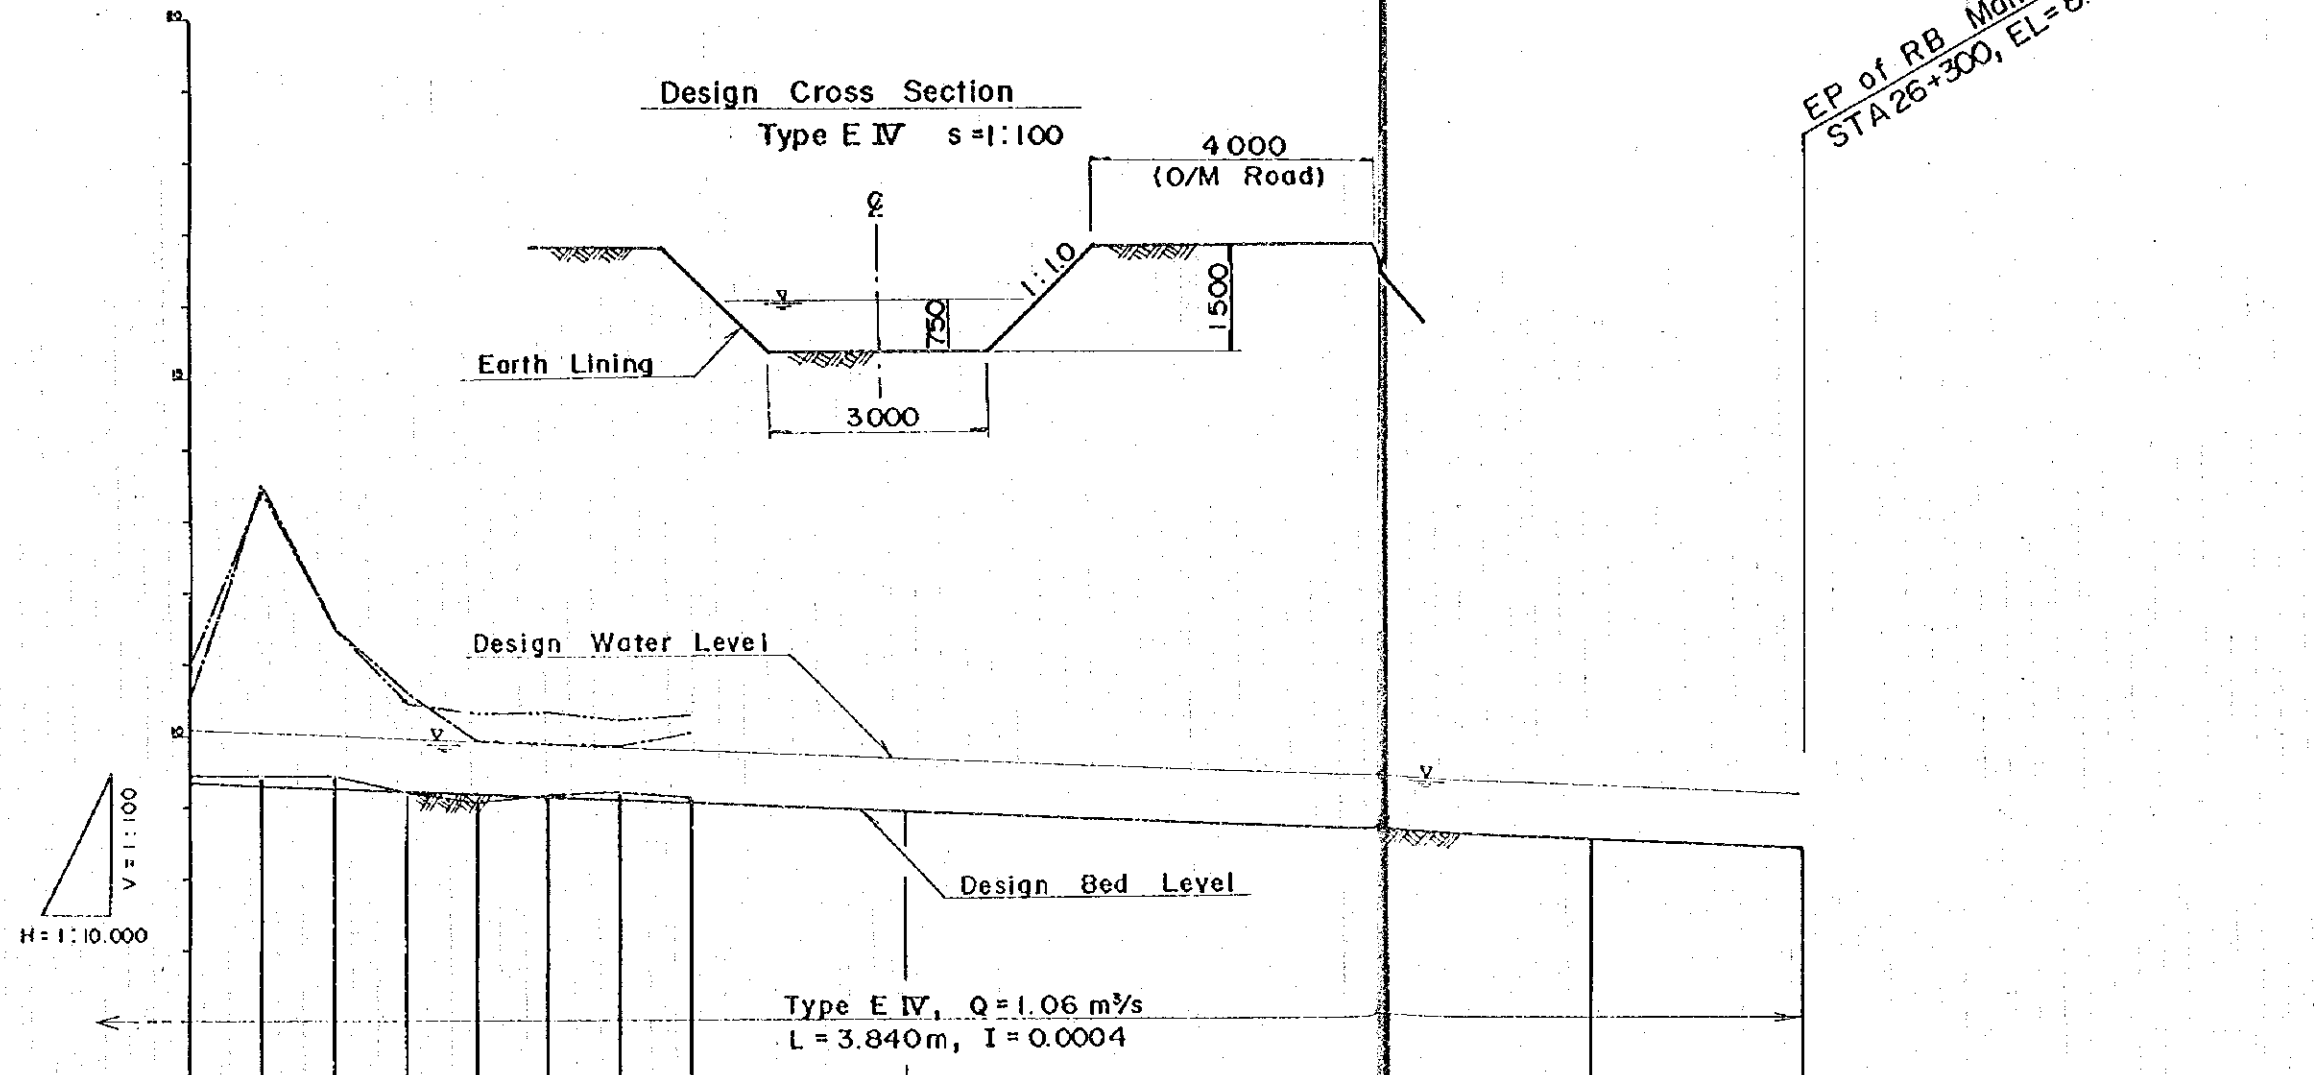 Design Cross Section
Type E Ⅳ s=1:100
EP of RB
STA 26+300, EL=8.
4000
(O/M Road)
1:1.0
1500
750
Earth Lining
3000
Design Water Level
V=1:100
H=1:10.000
Design Bed Level
Type E Ⅳ, Q=1.06 m³/s
L=3.840m, I=0.0004